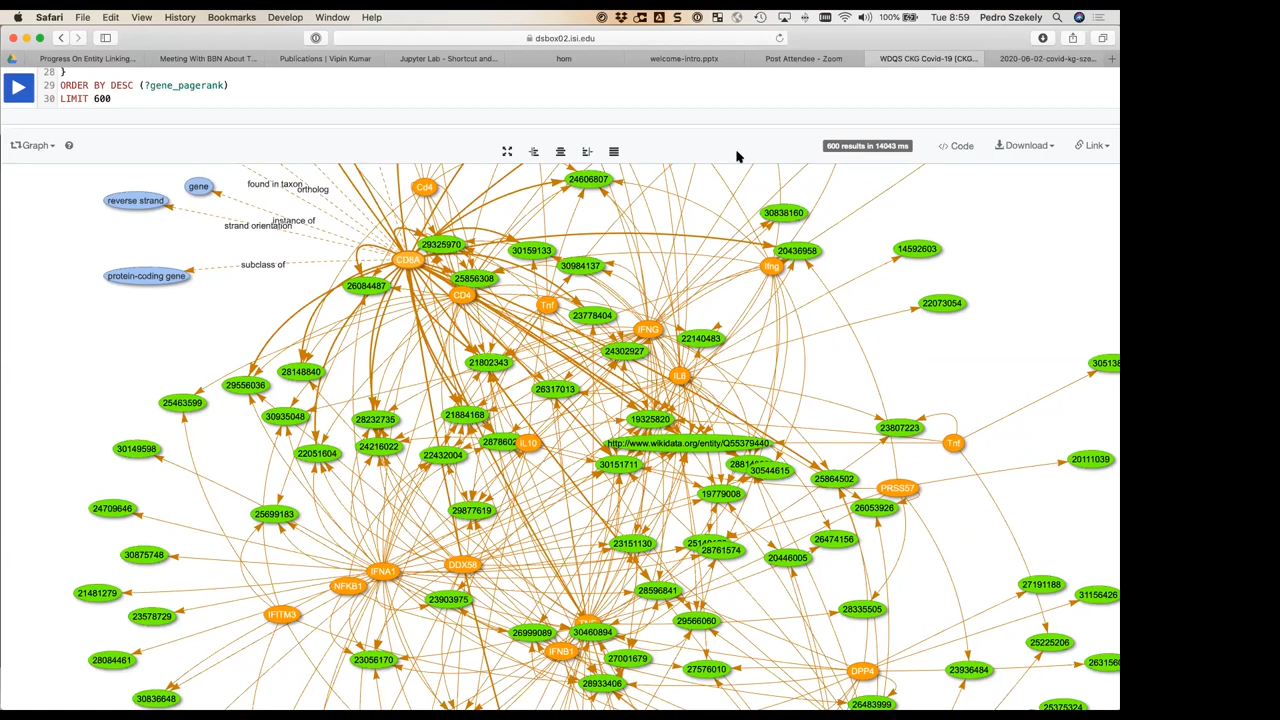 Safari File Edit View History Bookmarks Develop Window Help 100% Tue 8:59 Pedro Szekely
dsbox02.isi.edu
Progress On Entity Linking... Meeting With BBN About T... Publications | Vipin Kumar Jupyter Lab - Shortcut and... hom welcome-intro.pptx Post Attendee - Zoom WDQS CKG Covid-19 [CKG... 2020-06-02-covid-kg-sze...
28 }
29 ORDER BY DESC (?gene_pagerank)
30 LIMIT 600
Graph 600 results in 14043 ms </> Code Download Link
24606807
gene found in taxon Cd4
ortholog
reverse strand
30838160
instance of
strand orientation
29325970 30159133 20436958 14592603
protein-coding gene subclass of CD8A 30984137 Ifng
26084487 25856308
CD4 Tnf 22073054
23778404
IFNG 22140483
24302927
28148840 21802343 IL6 305138
29556036 26317013
25463599
30935048 28232735 21884168 19325820 23807223
30149598 22051604 24216022 22432004 2878602 IL10 http://www.wikidata.org/entity/Q55379440 Tnf
30151711 30544615 25864502 20111039
PRSS57
19779008
24709646 25699183 29877619 26053926
30875748 23151130 28761574 20446005 26474156
IFNA1 DDX58
21481279 NFKB1 28596841 27191188 31156426
23903975
23578729 IFITM3 29566060 28335505
26999089 30460894
28084461 23056170 IFNB1 27001679 27576010 DPP4 23936484 25225206 263156
30836648 28933406 26483999 25375324